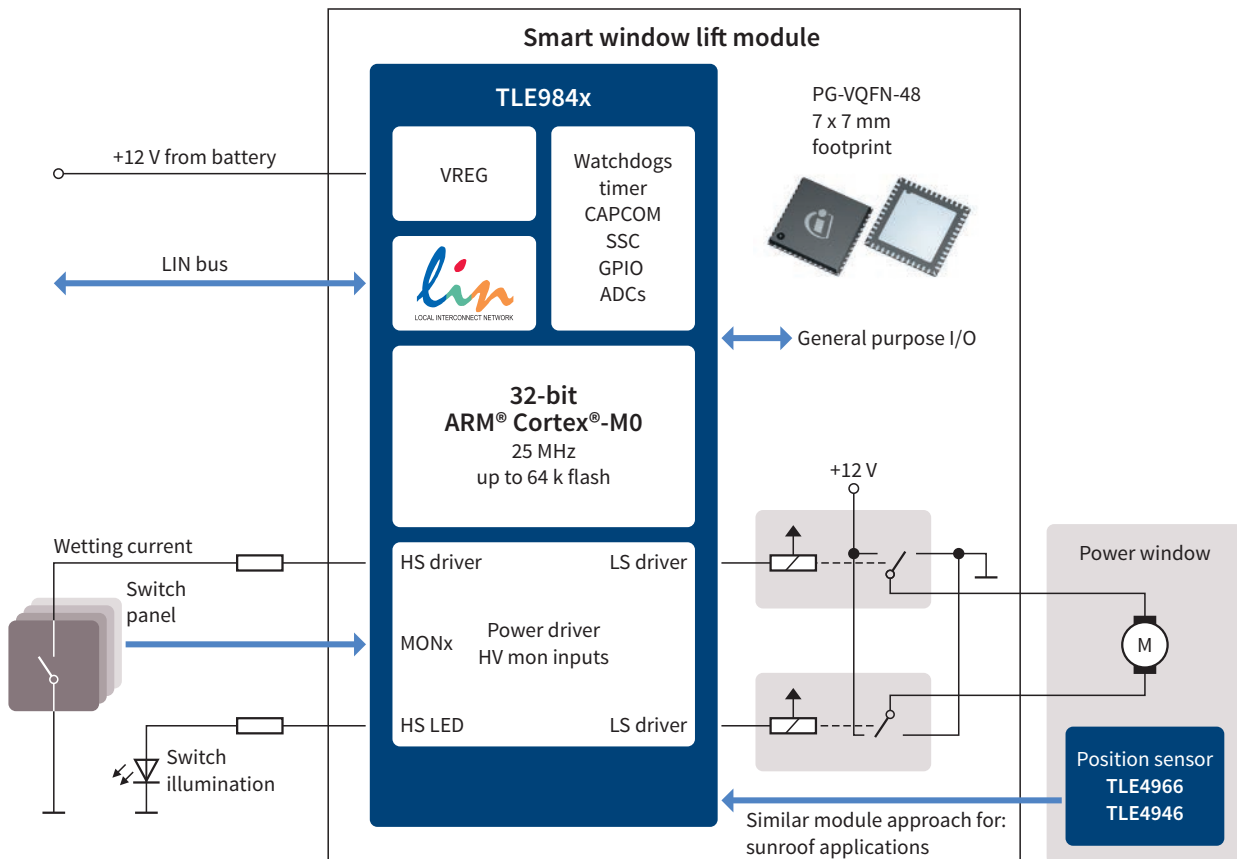 Smart window lift module
TLE984x
PG-VQFN-48
7 x 7 mm
footprint
+12 V from battery
VREG
Watchdogs
timer
CAPCOM
SSC
GPIO
ADCs
LIN bus
lin
LOCAL INTERCONNECT NETWORK
General purpose I/O
32-bit
ARM® Cortex®-M0
25 MHz
up to 64 k flash
+12 V
Wetting current
HS driver
LS driver
Power window
Switch
panel
MONx
Power driver
HV mon inputs
M
HS LED
LS driver
Switch
illumination
Position sensor
TLE4966
TLE4946
Similar module approach for:
sunroof applications